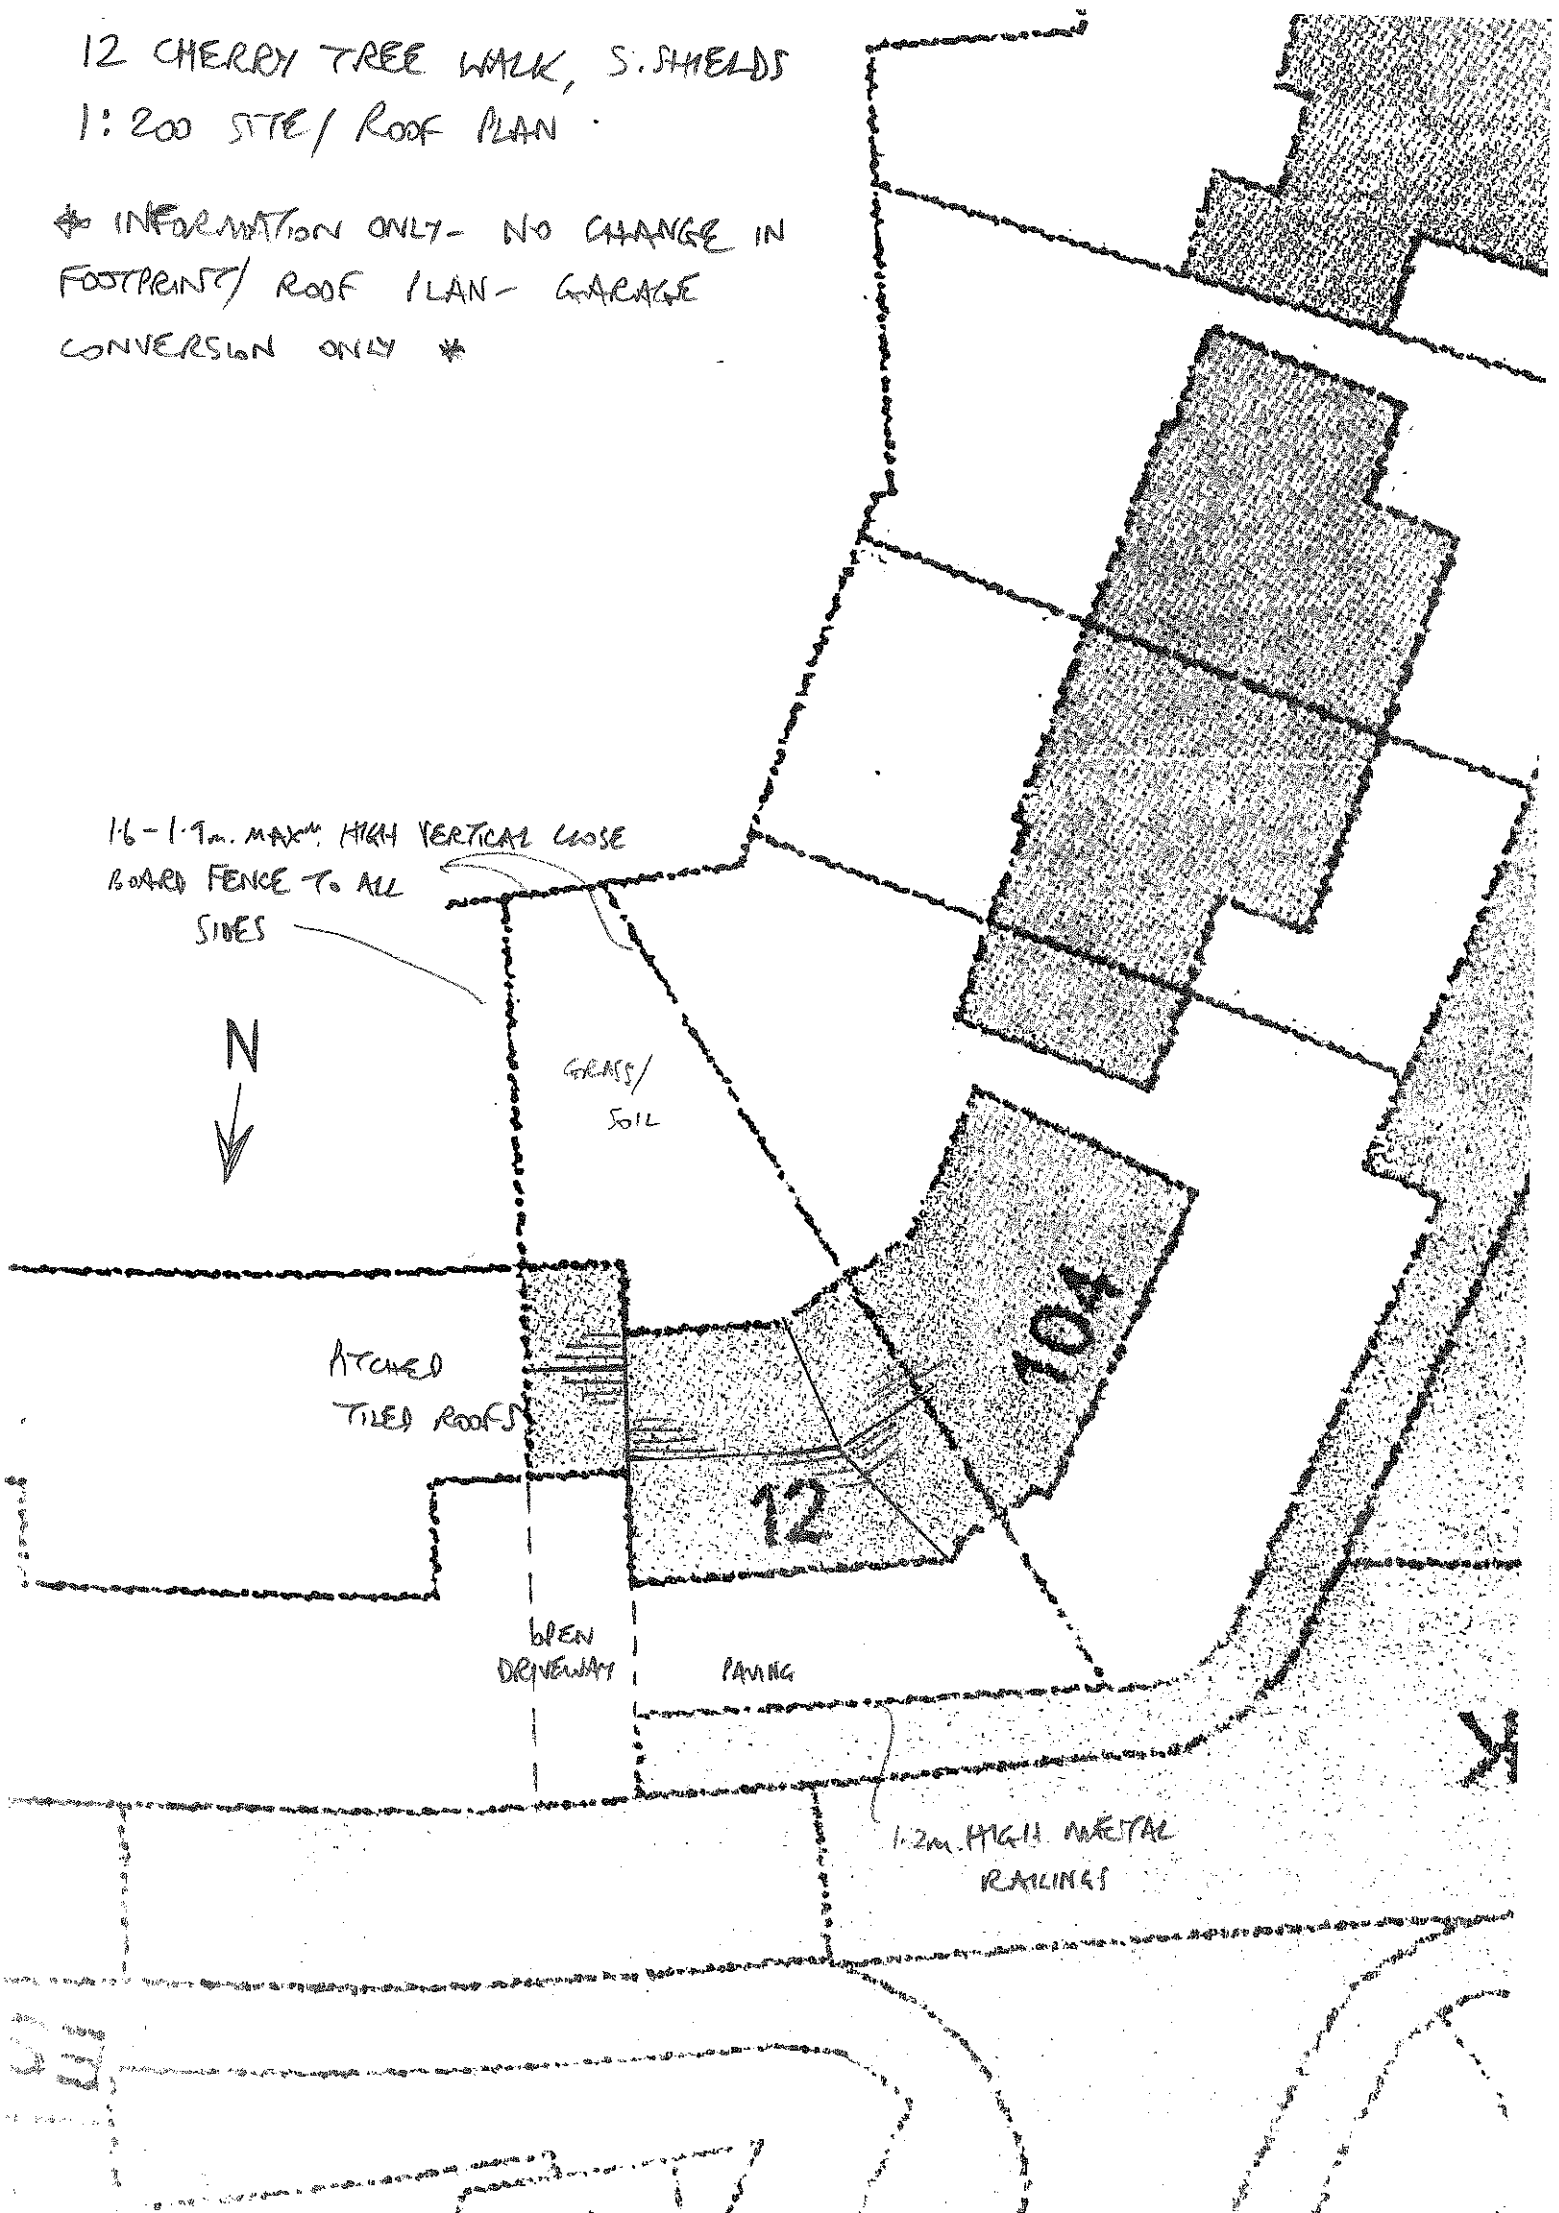 12 CHERRY TREE WALK, S. SHIELDS
1:200 SITE/ ROOF PLAN
* INFORMATION ONLY - NO CHANGE IN
FOOTPRINT/ ROOF PLAN - GARAGE
CONVERSION ONLY *
1.6 - 1.9m. MAXM. HIGH VERTICAL CLOSE
BOARD FENCE TO ALL
SIDES
N
GRASS/
SOIL
104
PITCHED
TILED ROOFS
12
OPEN
DRIVEWAY
PAVING
K
1.2m. HIGH METAL
RAILINGS